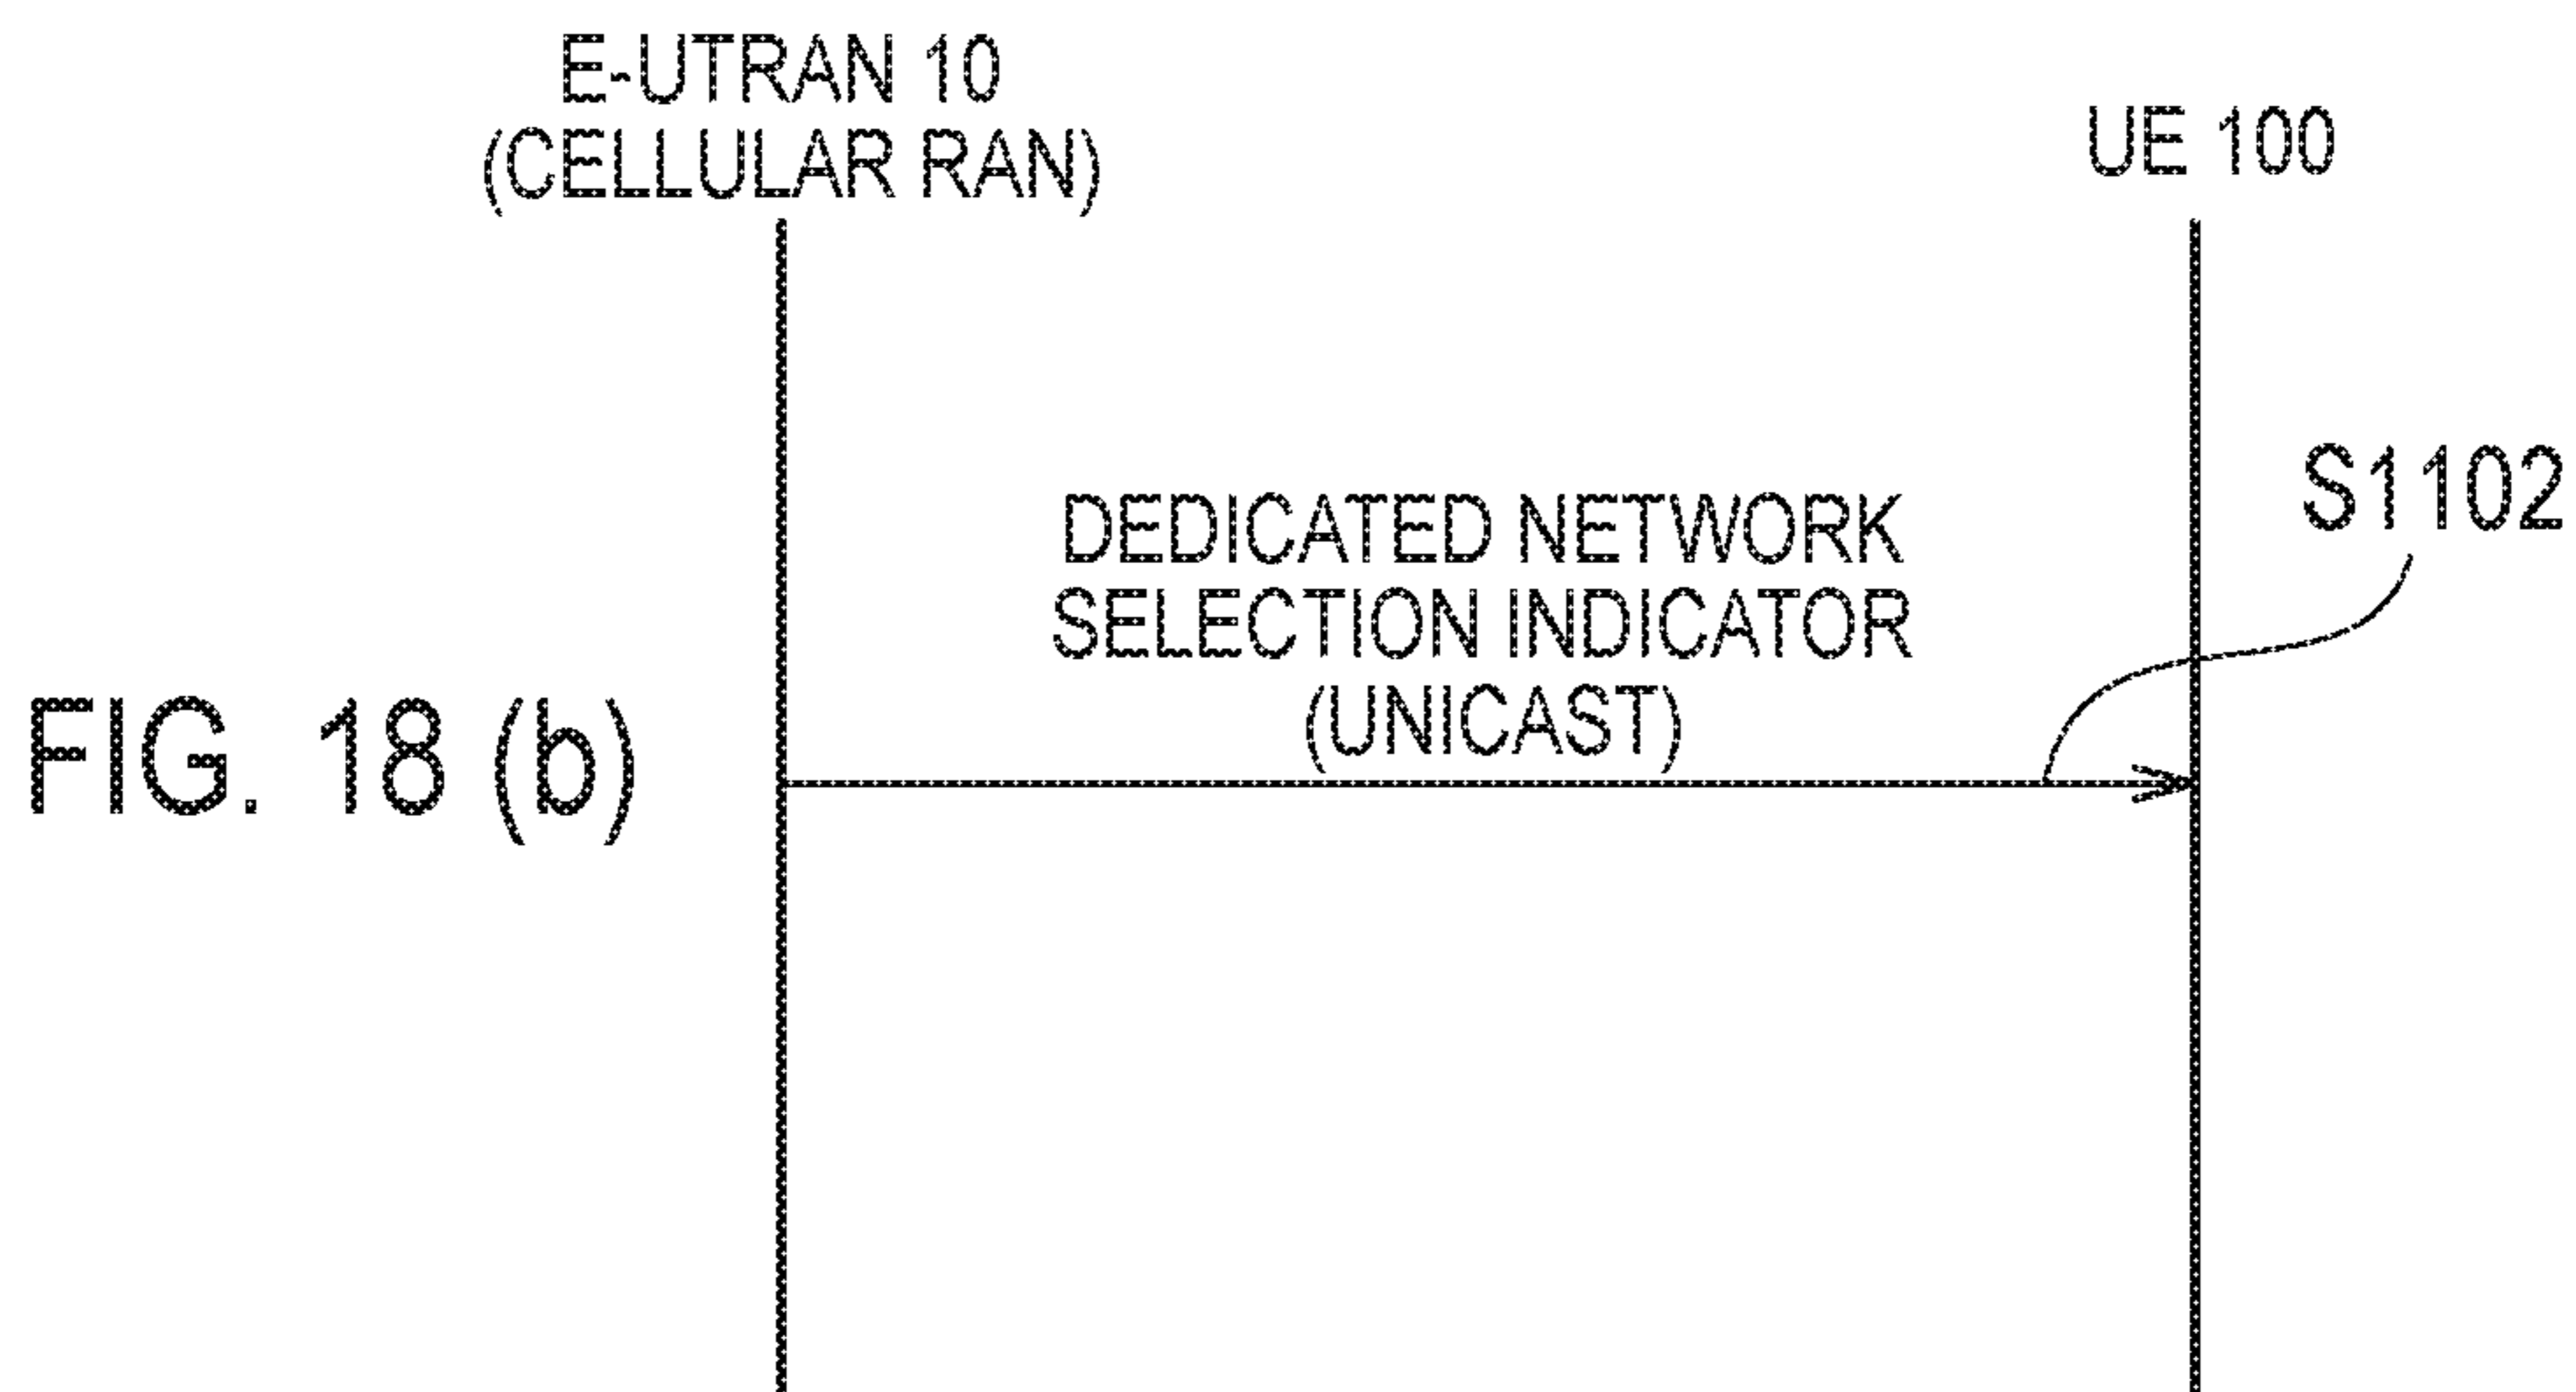 E-UTRAN 10
(CELLULAR RAN)
UE 100
S1102
DEDICATED NETWORK
SELECTION INDICATOR
(UNICAST)
FIG. 18 (b)